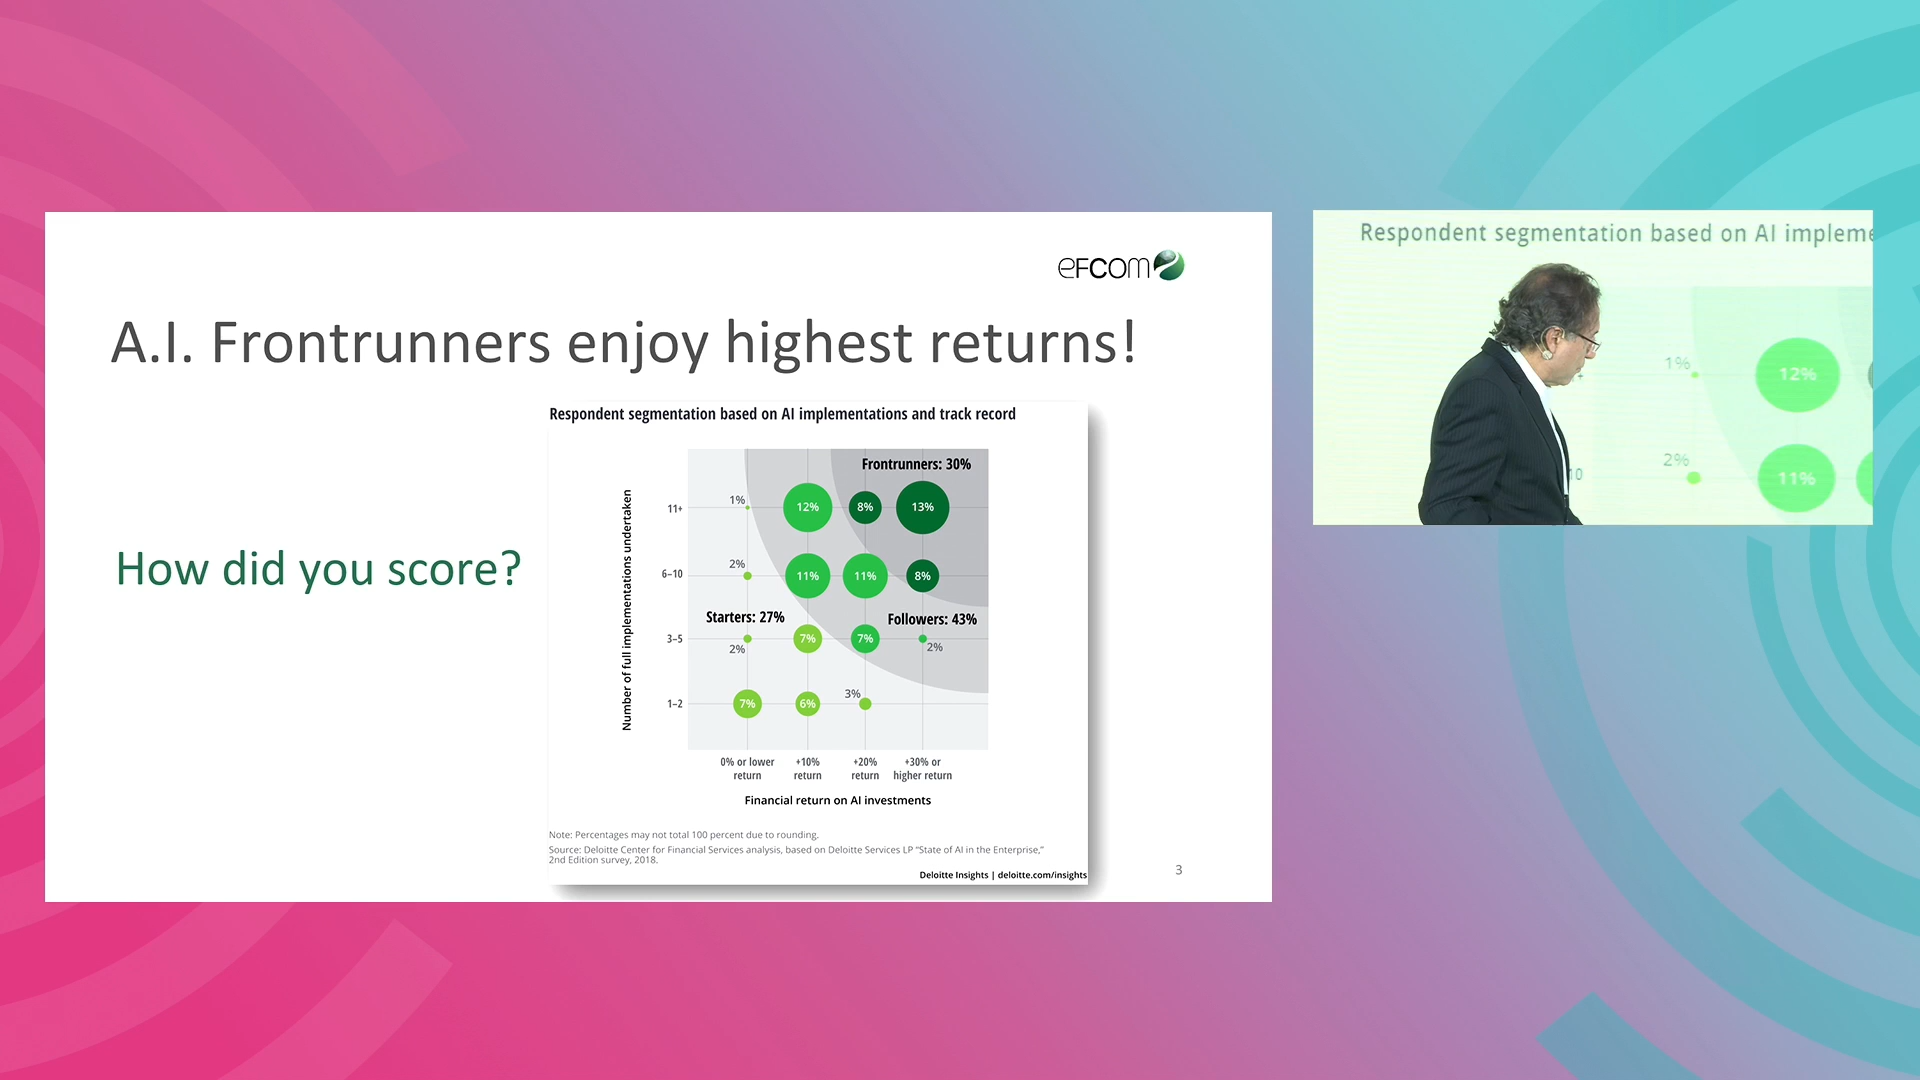 eFCOM
A.I. Frontrunners enjoy highest returns!
How did you score?
Respondent segmentation based on AI implementations and track record
Number of full implementations undertaken
Frontrunners: 30%
11+
1%
12%
8%
13%
6–10
2%
11%
11%
8%
Starters: 27%
Followers: 43%
3–5
2%
7%
7%
2%
1–2
7%
6%
3%
0% or lower return
+10% return
+20% return
+30% or higher return
Financial return on AI investments
Note: Percentages may not total 100 percent due to rounding.
Source: Deloitte Center for Financial Services analysis, based on Deloitte Services LP “State of AI in the Enterprise,”
2nd Edition survey, 2018.
Deloitte Insights | deloitte.com/insights
3
Respondent segmentation based on AI impleme
1%
12%
2%
11%
10